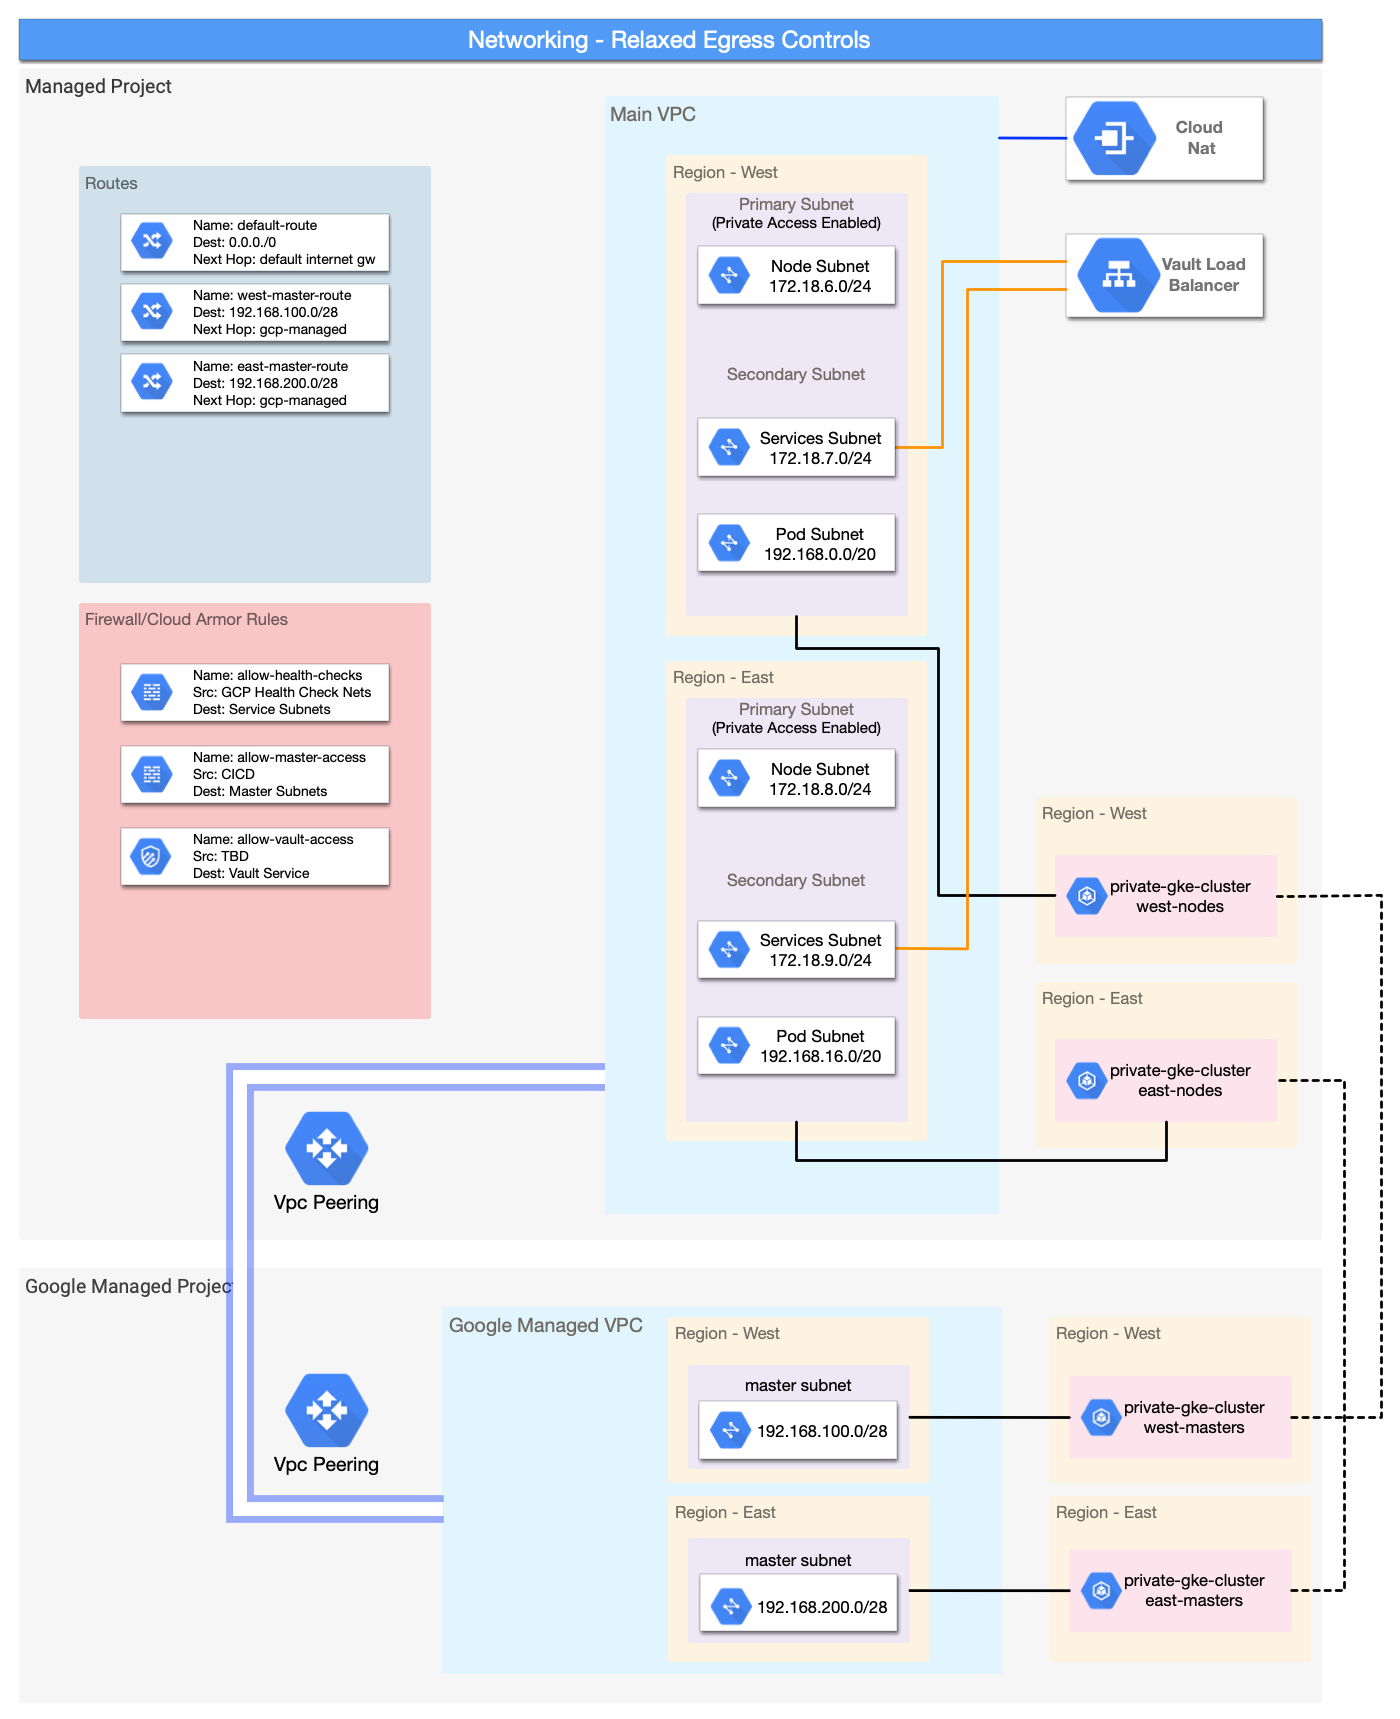 Networking - Relaxed Egress Controls
Managed Project
Routes
Name: default-route
Dest: 0.0.0./0
Next Hop: default internet gw
Name: west-master-route
Dest: 192.168.100.0/28
Next Hop: gcp-managed
Name: east-master-route
Dest: 192.168.200.0/28
Next Hop: gcp-managed
Firewall/Cloud Armor Rules
Name: allow-health-checks
Src: GCP Health Check Nets
Dest: Service Subnets
Name: allow-master-access
Src: CICD
Dest: Master Subnets
Name: allow-vault-access
Src: TBD
Dest: Vault Service
Main VPC
Region - West
Primary Subnet
(Private Access Enabled)
Node Subnet
172.18.6.0/24
Secondary Subnet
Services Subnet
172.18.7.0/24
Pod Subnet
192.168.0.0/20
Region - East
Primary Subnet
(Private Access Enabled)
Node Subnet
172.18.8.0/24
Secondary Subnet
Services Subnet
172.18.9.0/24
Pod Subnet
192.168.16.0/20
Cloud
Nat
Vault Load
Balancer
Region - West
private-gke-cluster
west-nodes
Region - East
private-gke-cluster
east-nodes
Vpc Peering
Google Managed Project
Vpc Peering
Google Managed VPC
Region - West
master subnet
192.168.100.0/28
Region - East
master subnet
192.168.200.0/28
Region - West
private-gke-cluster
west-masters
Region - East
private-gke-cluster
east-masters